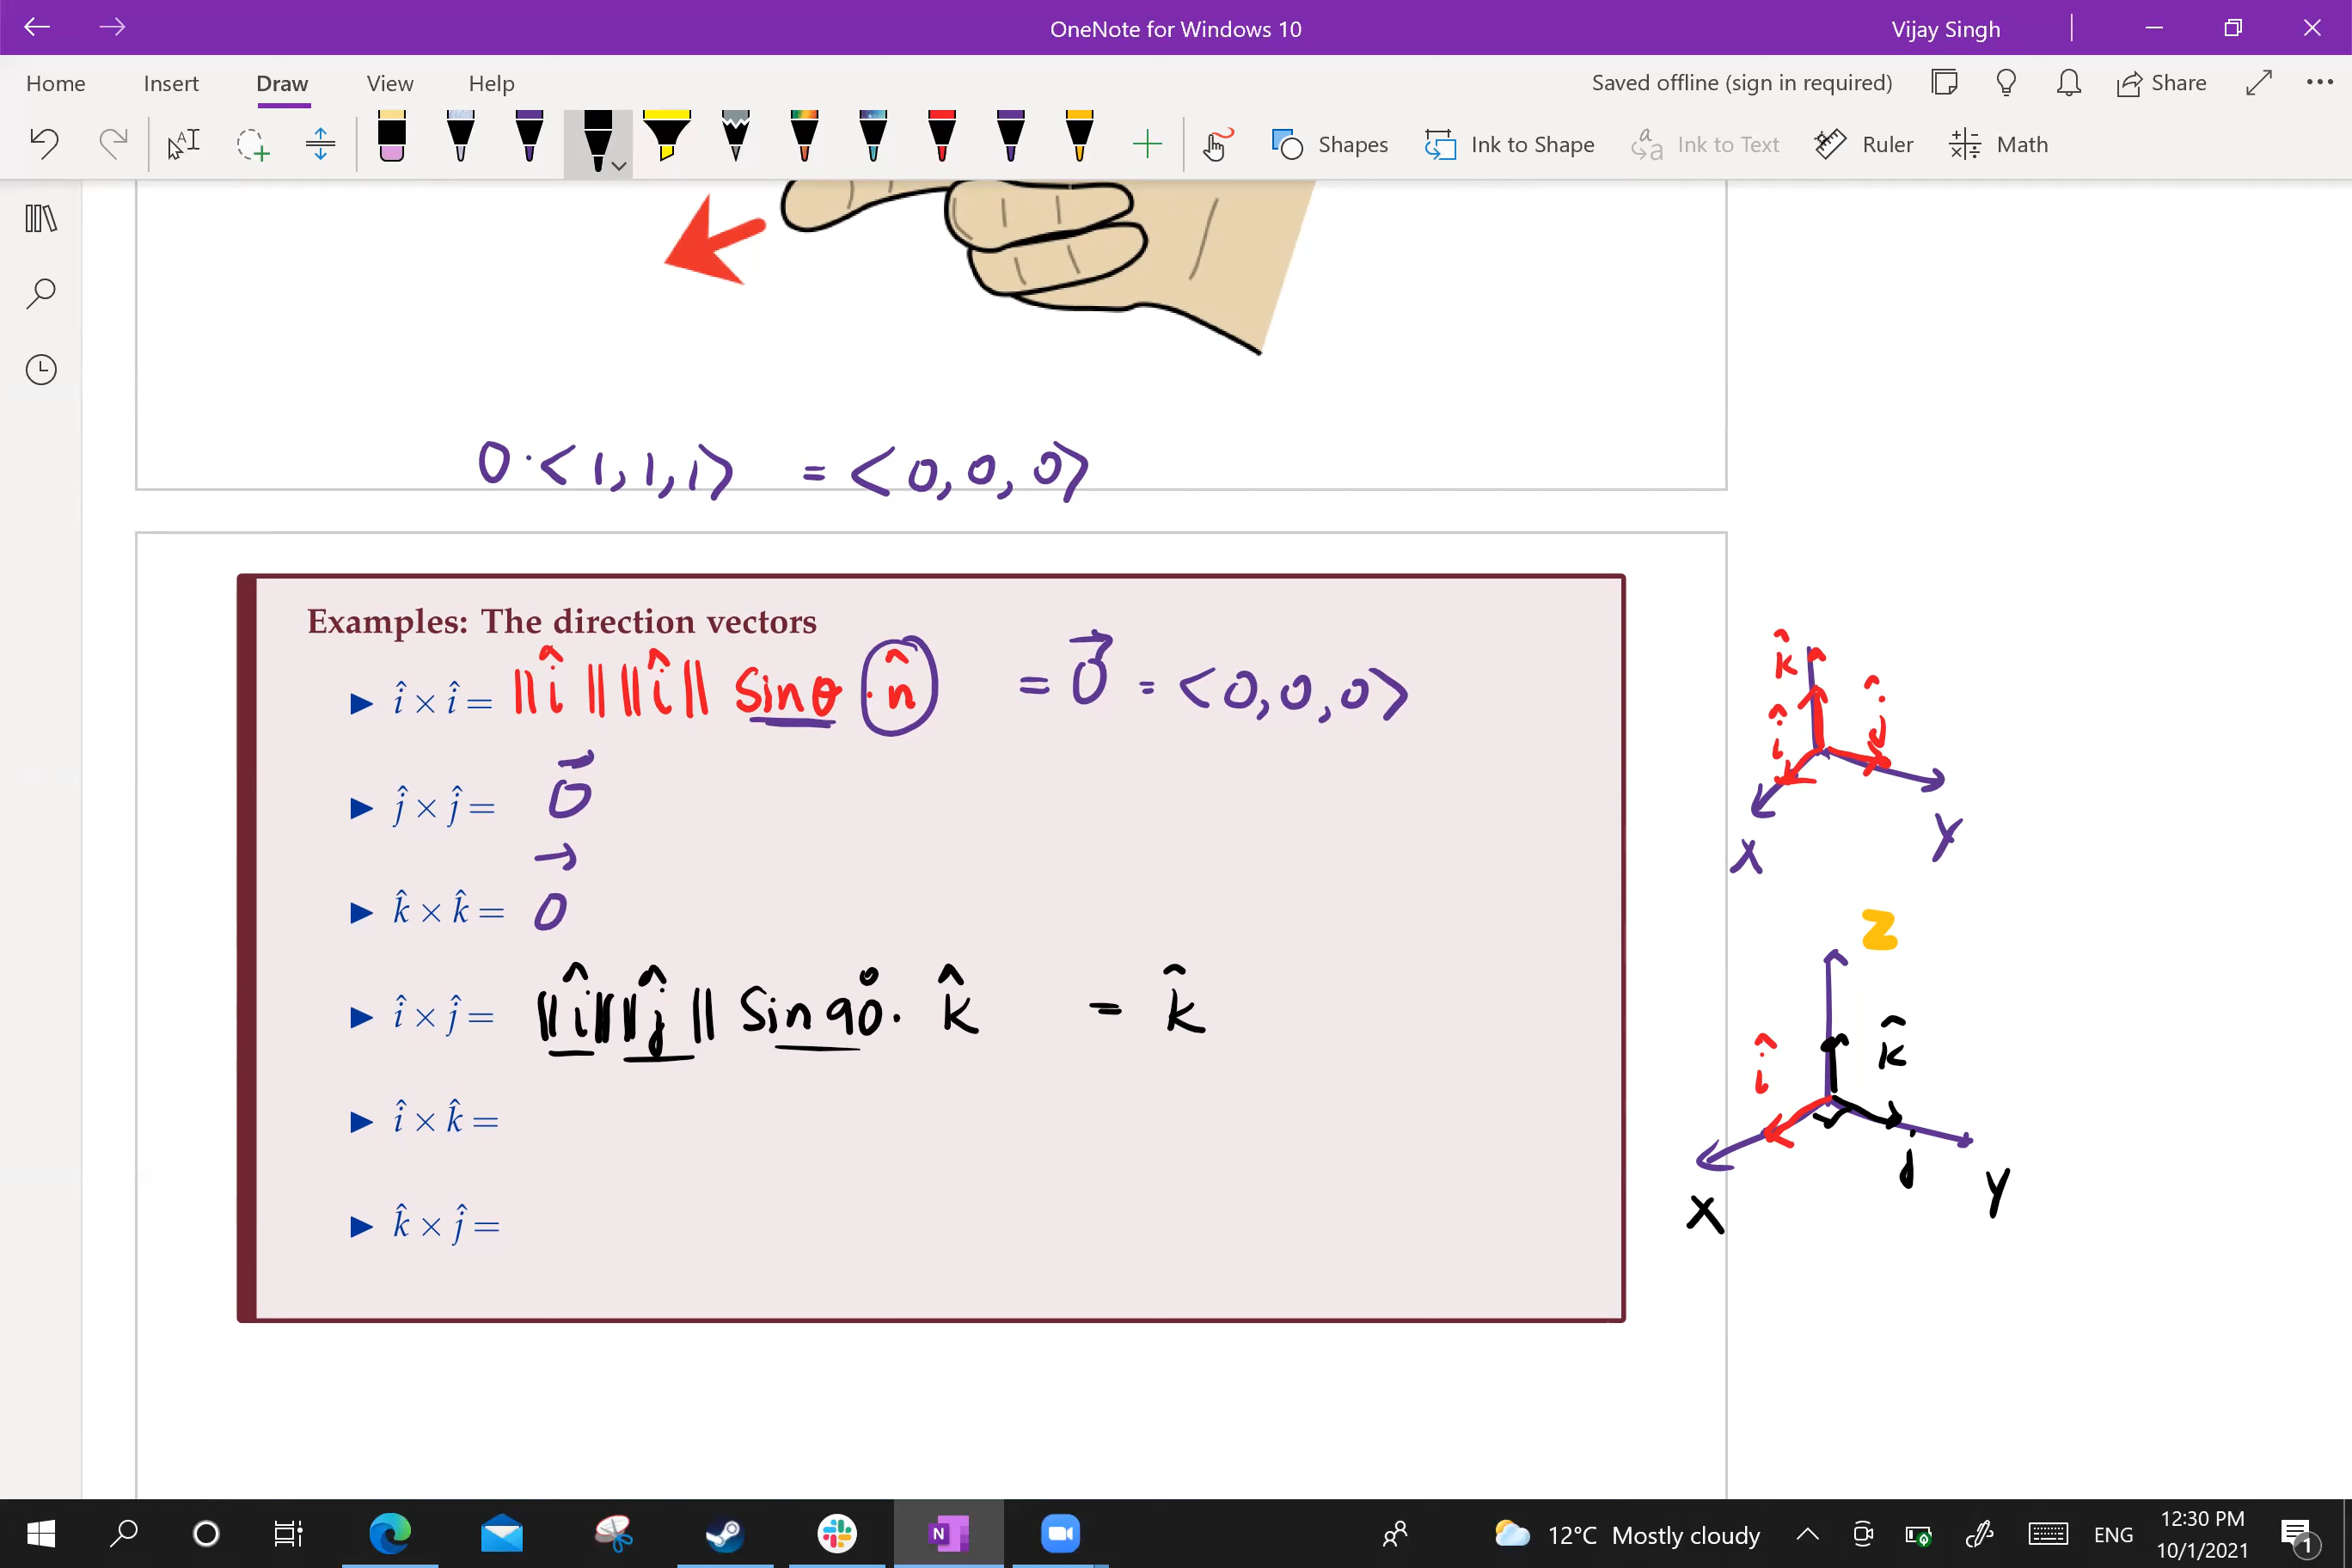 OneNote for Windows 10
Vijay Singh
Home Insert Draw View Help
Saved offline (sign in required)
Share
Shapes Ink to Shape Ink to Text Ruler Math
0·<1,1,1> = <0,0,0>
Examples: The direction vectors
▶ î × î = ||î|| ||î|| sinθ · n̂ = 0⃗ = <0,0,0>
▶ ĵ × ĵ = 0⃗
▶ k̂ × k̂ = 0⃗
▶ î × ĵ = ||î|| ||ĵ|| Sin 90° · k̂ = k̂
▶ î × k̂ =
▶ k̂ × ĵ =
k̂
ĵ
î
X
Y
Z
î
k̂
j
X
Y
12°C Mostly cloudy
ENG
12:30 PM
10/1/2021
1